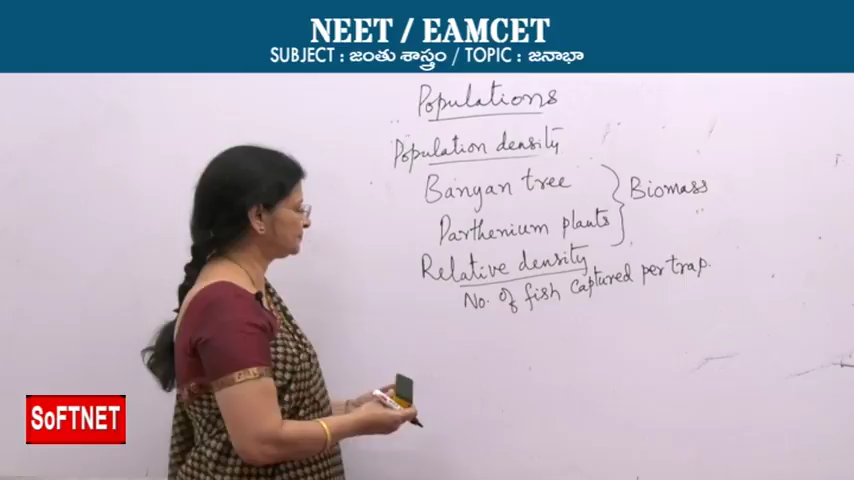 NEET / EAMCET
SUBJECT : జంతు శాస్త్రం / TOPIC : జనాభా
Populations
Population density
Banyan tree
Parthenium plants } Biomass
Relative density
No. of fish captured per trap.
SoFTNET